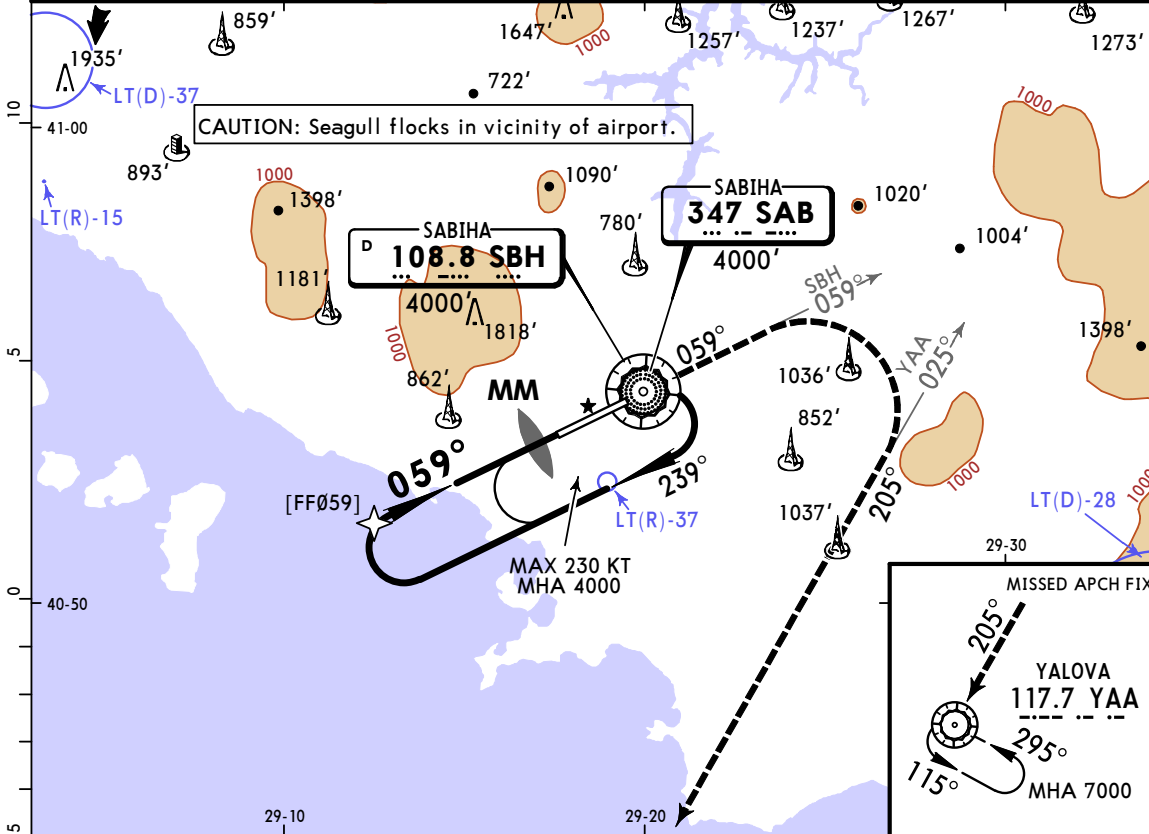 859'
1647'
1000
1257'
1237'
1267'
1273'
1935'
LT(D)-37
722'
10
41-00
CAUTION: Seagull flocks in vicinity of airport.
1000
893'
LT(R)-15
1000
1398'
1090'
SABIHA
347 SAB
4000'
1020'
780'
1004'
SABIHA
D 108.8 SBH
4000'
1181'
1818'
1000
SBH
059°
YAA
025°
1398'
5
059°
1036'
862'
MM
852'
059°
239°
1000
205°
[FFØ59]
LT(R)-37
1037'
1000
LT(D)-28
MAX 230 KT
MHA 4000
29-30
0
40-50
MISSED APCH FIX
205°
YALOVA
117.7 YAA
295°
115°
MHA 7000
5
29-10
29-20